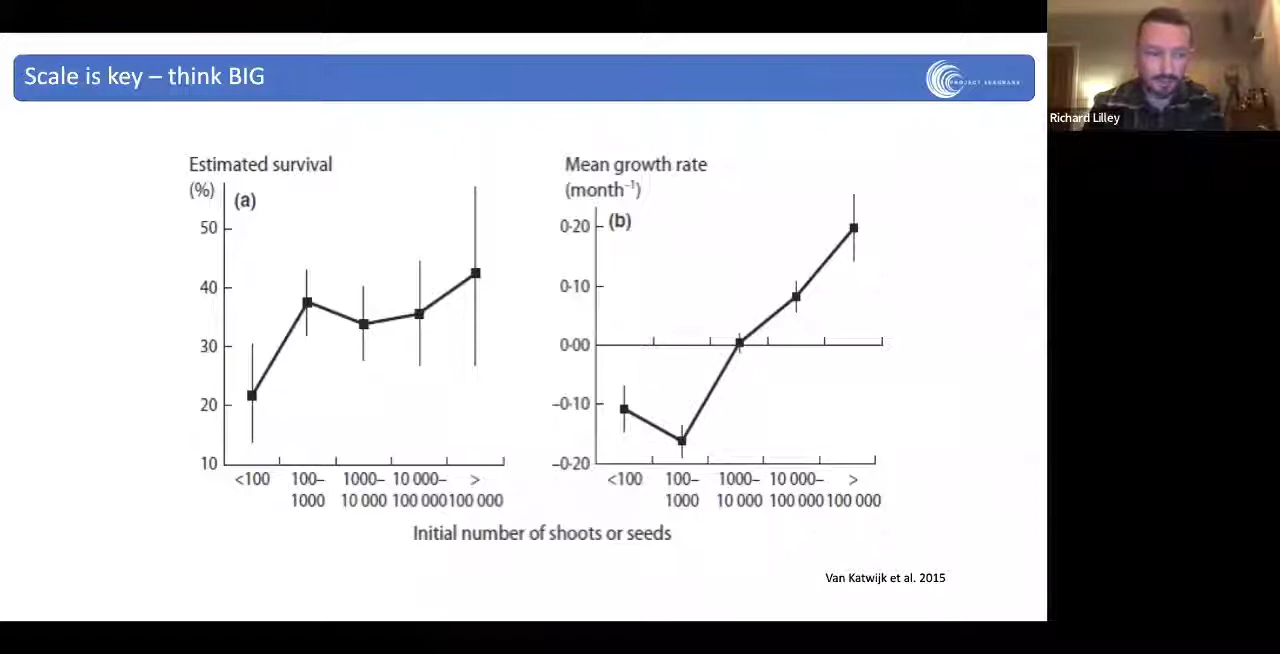 Scale is key – think BIG
PROJECT SEAGRASS
Richard Lilley
Estimated survival
(%)
(a)
50
40
30
20
10
<100
100–
1000
1000–
10 000
10 000–
100 000
>
100 000
Mean growth rate
(month⁻¹)
(b)
0·20
0·10
0·00
–0·10
–0·20
<100
100–
1000
1000–
10 000
10 000–
100 000
>
100 000
Initial number of shoots or seeds
Van Katwijk et al. 2015